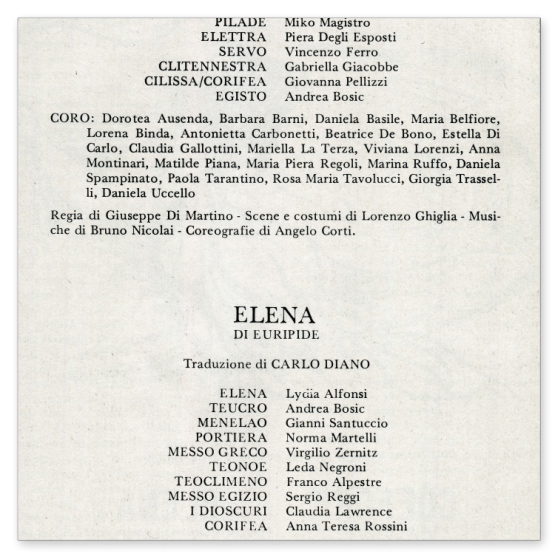 PILADE Miko Magistro
ELETTRA Piera Degli Esposti
SERVO Vincenzo Ferro
CLITENNESTRA Gabriella Giacobbe
CILISSA/CORIFEA Giovanna Pellizzi
EGISTO Andrea Bosic
CORO: Dorotea Ausenda, Barbara Barni, Daniela Basile, Maria Belfiore,
Lorena Binda, Antonietta Carbonetti, Beatrice De Bono, Estella Di
Carlo, Claudia Gallottini, Mariella La Terza, Viviana Lorenzi, Anna
Montinari, Matilde Piana, Maria Piera Regoli, Marina Ruffo, Daniela
Spampinato, Paola Tarantino, Rosa Maria Tavolucci, Giorgia Trassel-
li, Daniela Uccello
Regia di Giuseppe Di Martino - Scene e costumi di Lorenzo Ghiglia - Musi-
che di Bruno Nicolai - Coreografie di Angelo Corti.
ELENA
DI EURIPIDE
Traduzione di CARLO DIANO
ELENA Lydia Alfonsi
TEUCRO Andrea Bosic
MENELAO Gianni Santuccio
PORTIERA Norma Martelli
MESSO GRECO Virgilio Zernitz
TEONOE Leda Negroni
TEOCLIMENO Franco Alpestre
MESSO EGIZIO Sergio Reggi
I DIOSCURI Claudia Lawrence
CORIFEA Anna Teresa Rossini